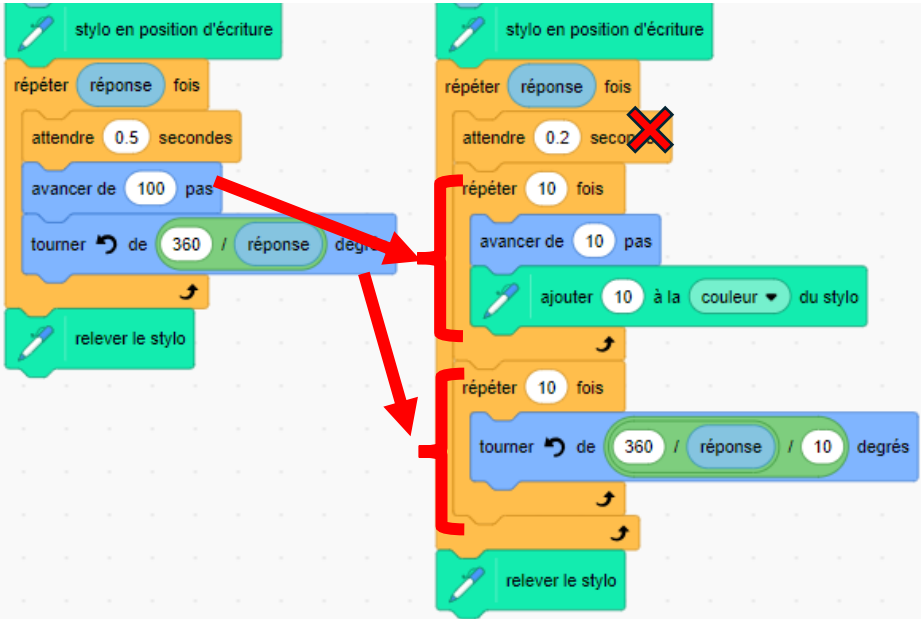 stylo en position d'écriture
répéter réponse fois
attendre 0.5 secondes
avancer de 100 pas
tourner de 360 / réponse degré
relever le stylo
stylo en position d'écriture
répéter réponse fois
attendre 0.2 secon
répéter 10 fois
avancer de 10 pas
ajouter 10 à la couleur du stylo
répéter 10 fois
tourner de 360 / réponse / 10 degrés
relever le stylo